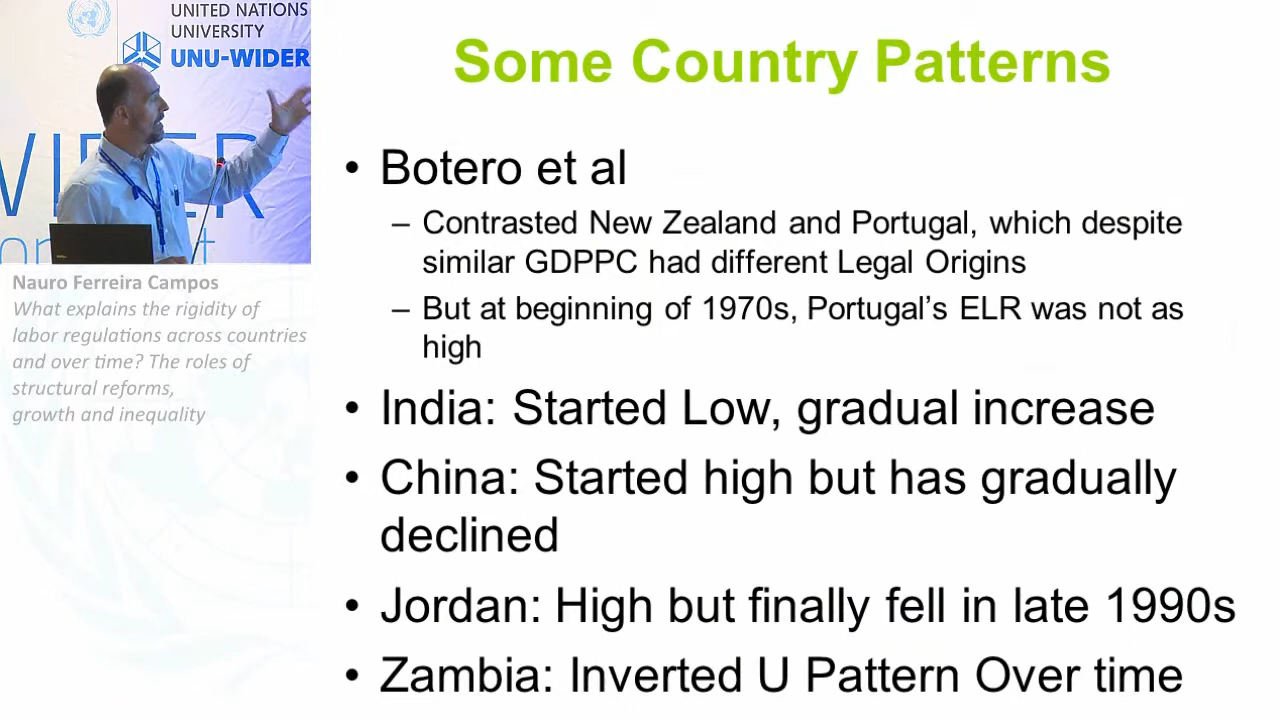 UNITED NATIONS
UNIVERSITY
UNU-WIDER
Nauro Ferreira Campos
What explains the rigidity of
labor regulations across countries
and over time? The roles of
structural reforms,
growth and inequality
Some Country Patterns
• Botero et al
– Contrasted New Zealand and Portugal, which despite
similar GDPPC had different Legal Origins
– But at beginning of 1970s, Portugal’s ELR was not as
high
• India: Started Low, gradual increase
• China: Started high but has gradually
declined
• Jordan: High but finally fell in late 1990s
• Zambia: Inverted U Pattern Over time